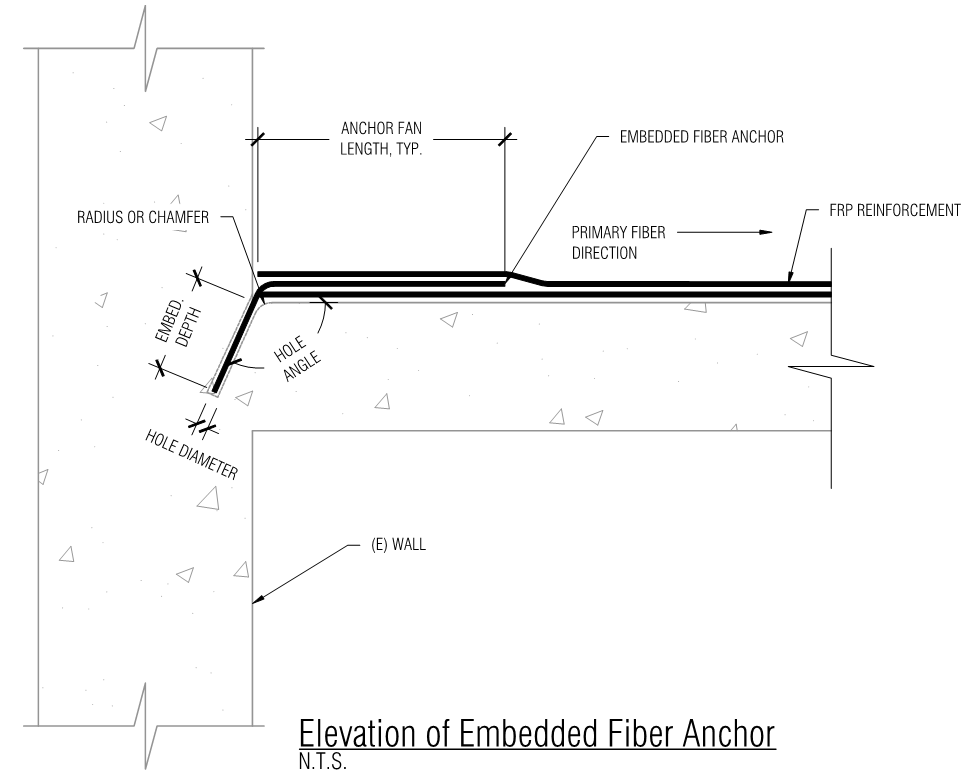 ANCHOR FAN
LENGTH, TYP.
EMBEDDED FIBER ANCHOR
RADIUS OR CHAMFER
FRP REINFORCEMENT
PRIMARY FIBER
DIRECTION
EMBED.
DEPTH
HOLE
ANGLE
HOLE DIAMETER
(E) WALL
Elevation of Embedded Fiber Anchor
N.T.S.